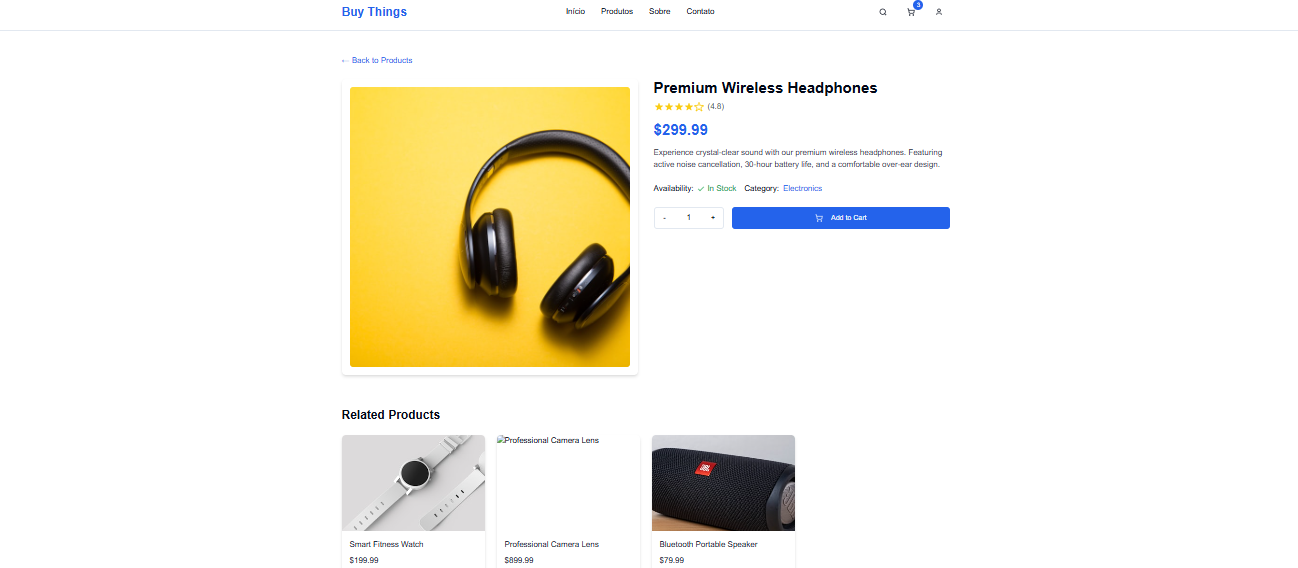 Buy Things
Início Produtos Sobre Contato
3
← Back to Products
Premium Wireless Headphones
★★★★☆ (4.8)
$299.99
Experience crystal-clear sound with our premium wireless headphones. Featuring
active noise cancellation, 30-hour battery life, and a comfortable over-ear design.
Availability: ✓ In Stock Category: Electronics
- 1 +
Add to Cart
Related Products
Professional Camera Lens
JBL
Smart Fitness Watch
$199.99
Professional Camera Lens
$899.99
Bluetooth Portable Speaker
$79.99